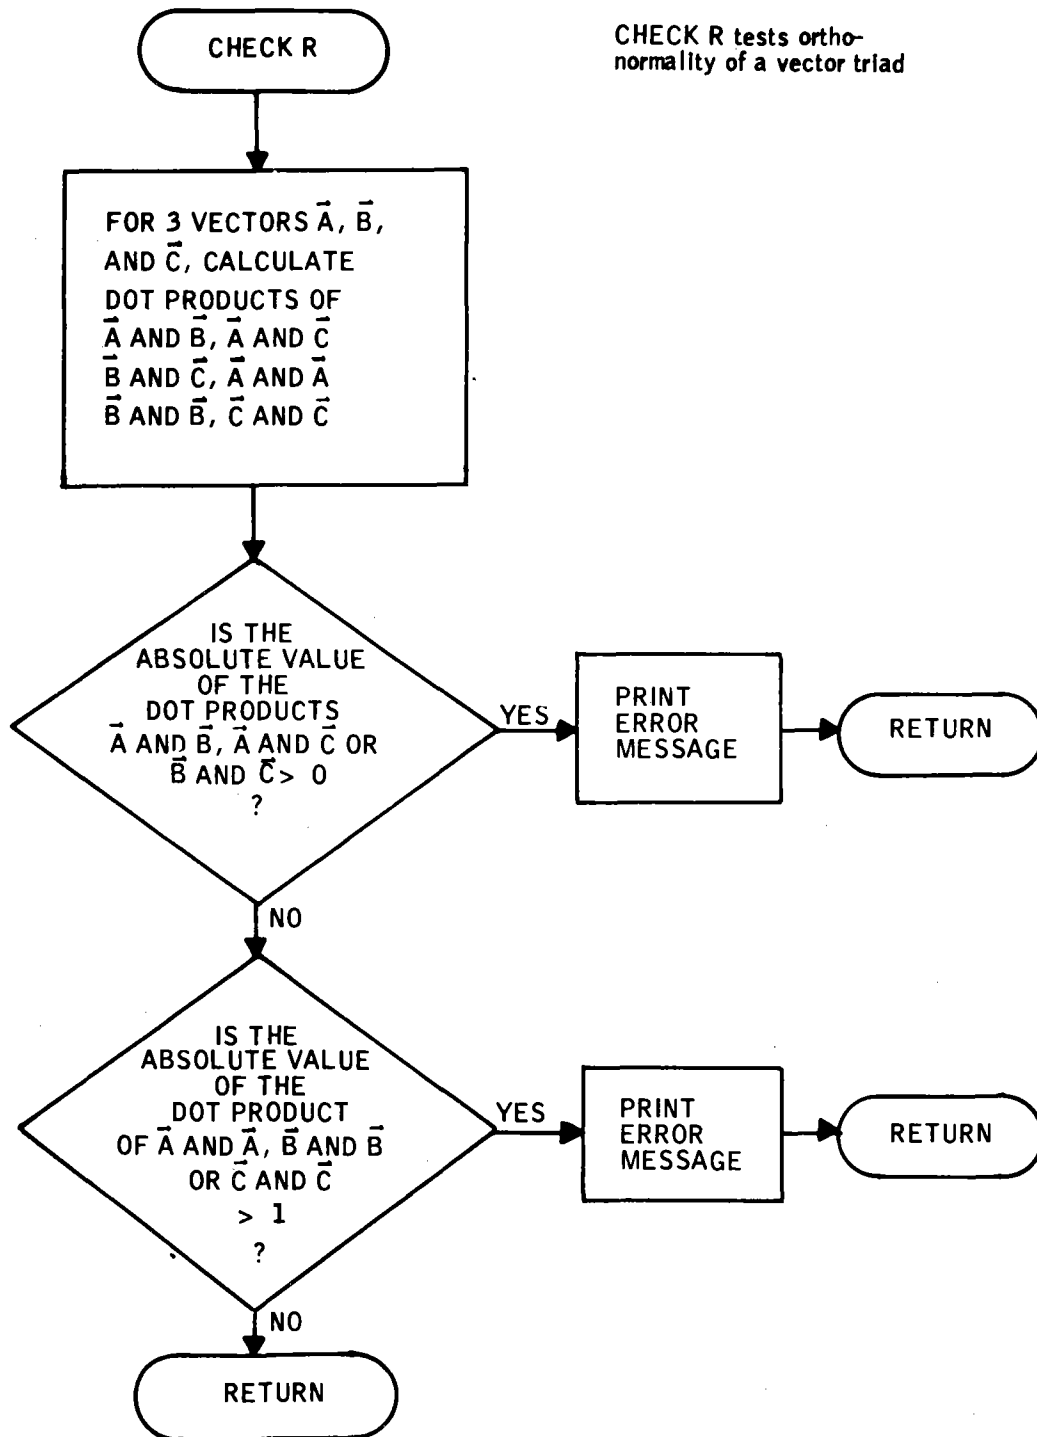 CHECK R
CHECK R tests ortho-
normality of a vector triad
FOR 3 VECTORS A⃗, B⃗,
AND C⃗, CALCULATE
DOT PRODUCTS OF
A⃗ AND B⃗, A⃗ AND C⃗
B⃗ AND C⃗, A⃗ AND A⃗
B⃗ AND B⃗, C⃗ AND C⃗
IS THE
ABSOLUTE VALUE
OF THE
DOT PRODUCTS
A⃗ AND B⃗, A⃗ AND C⃗ OR
B⃗ AND C⃗ > 0
?
YES
PRINT
ERROR
MESSAGE
RETURN
NO
IS THE
ABSOLUTE VALUE
OF THE
DOT PRODUCT
OF A⃗ AND A⃗, B⃗ AND B⃗
OR C⃗ AND C⃗
> 1
?
YES
PRINT
ERROR
MESSAGE
RETURN
NO
RETURN